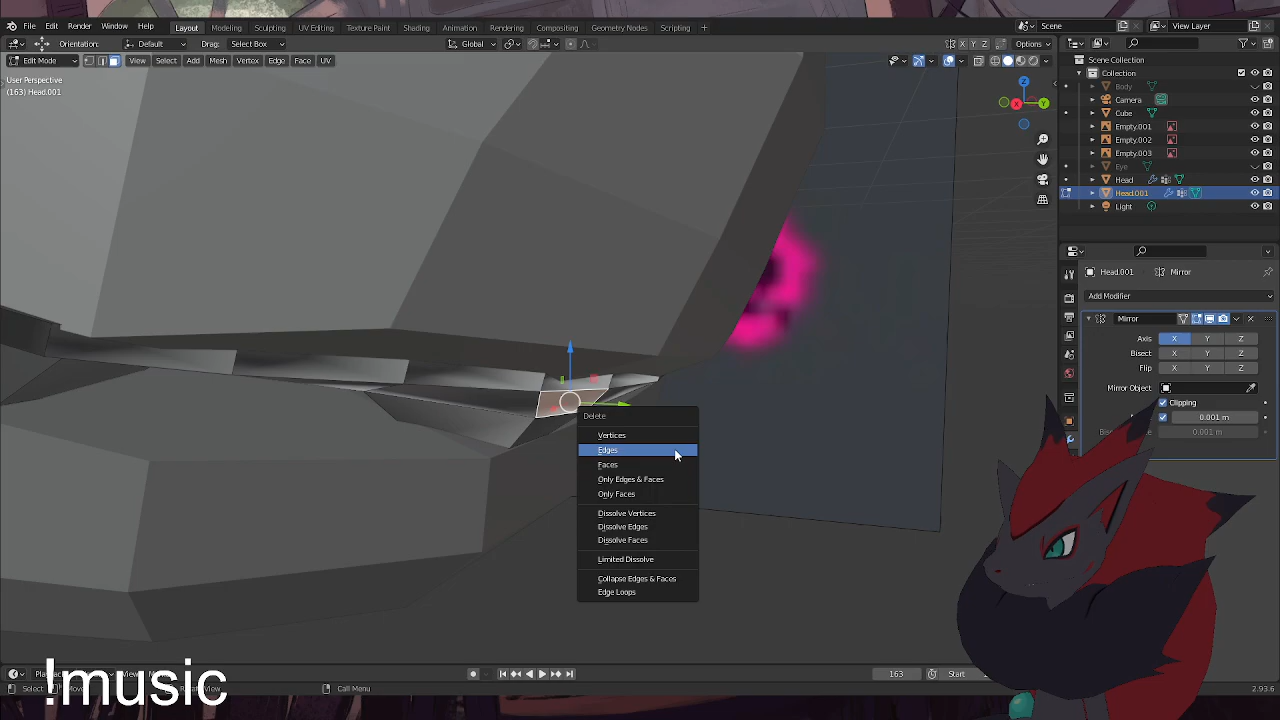 File Edit Render Window Help Layout Modeling Sculpting UV Editing Texture Paint Shading Animation Rendering Compositing Geometry Nodes Scripting + Scene View Layer
Orientation: Default Drag: Select Box Global X Y Z Options
Edit Mode View Select Add Mesh Vertex Edge Face UV
User Perspective
(163) Head.001
Scene Collection
Collection
Body
Camera
Cube
Empty.001
Empty.002
Empty.003
Eye
Head
Head.001
Light
Z
X
Y
Head.001 Mirror
Add Modifier
Mirror
Axis X Y Z
Bisect X Y Z
Flip X Y Z
Mirror Object
Clipping
0.001 m
0.001 m
Delete
Vertices
Edges
Faces
Only Edges & Faces
Only Faces
Dissolve Vertices
Dissolve Edges
Dissolve Faces
Limited Dissolve
Collapse Edges & Faces
Edge Loops
!music
163 Start
Select View Call Menu 2.93.6